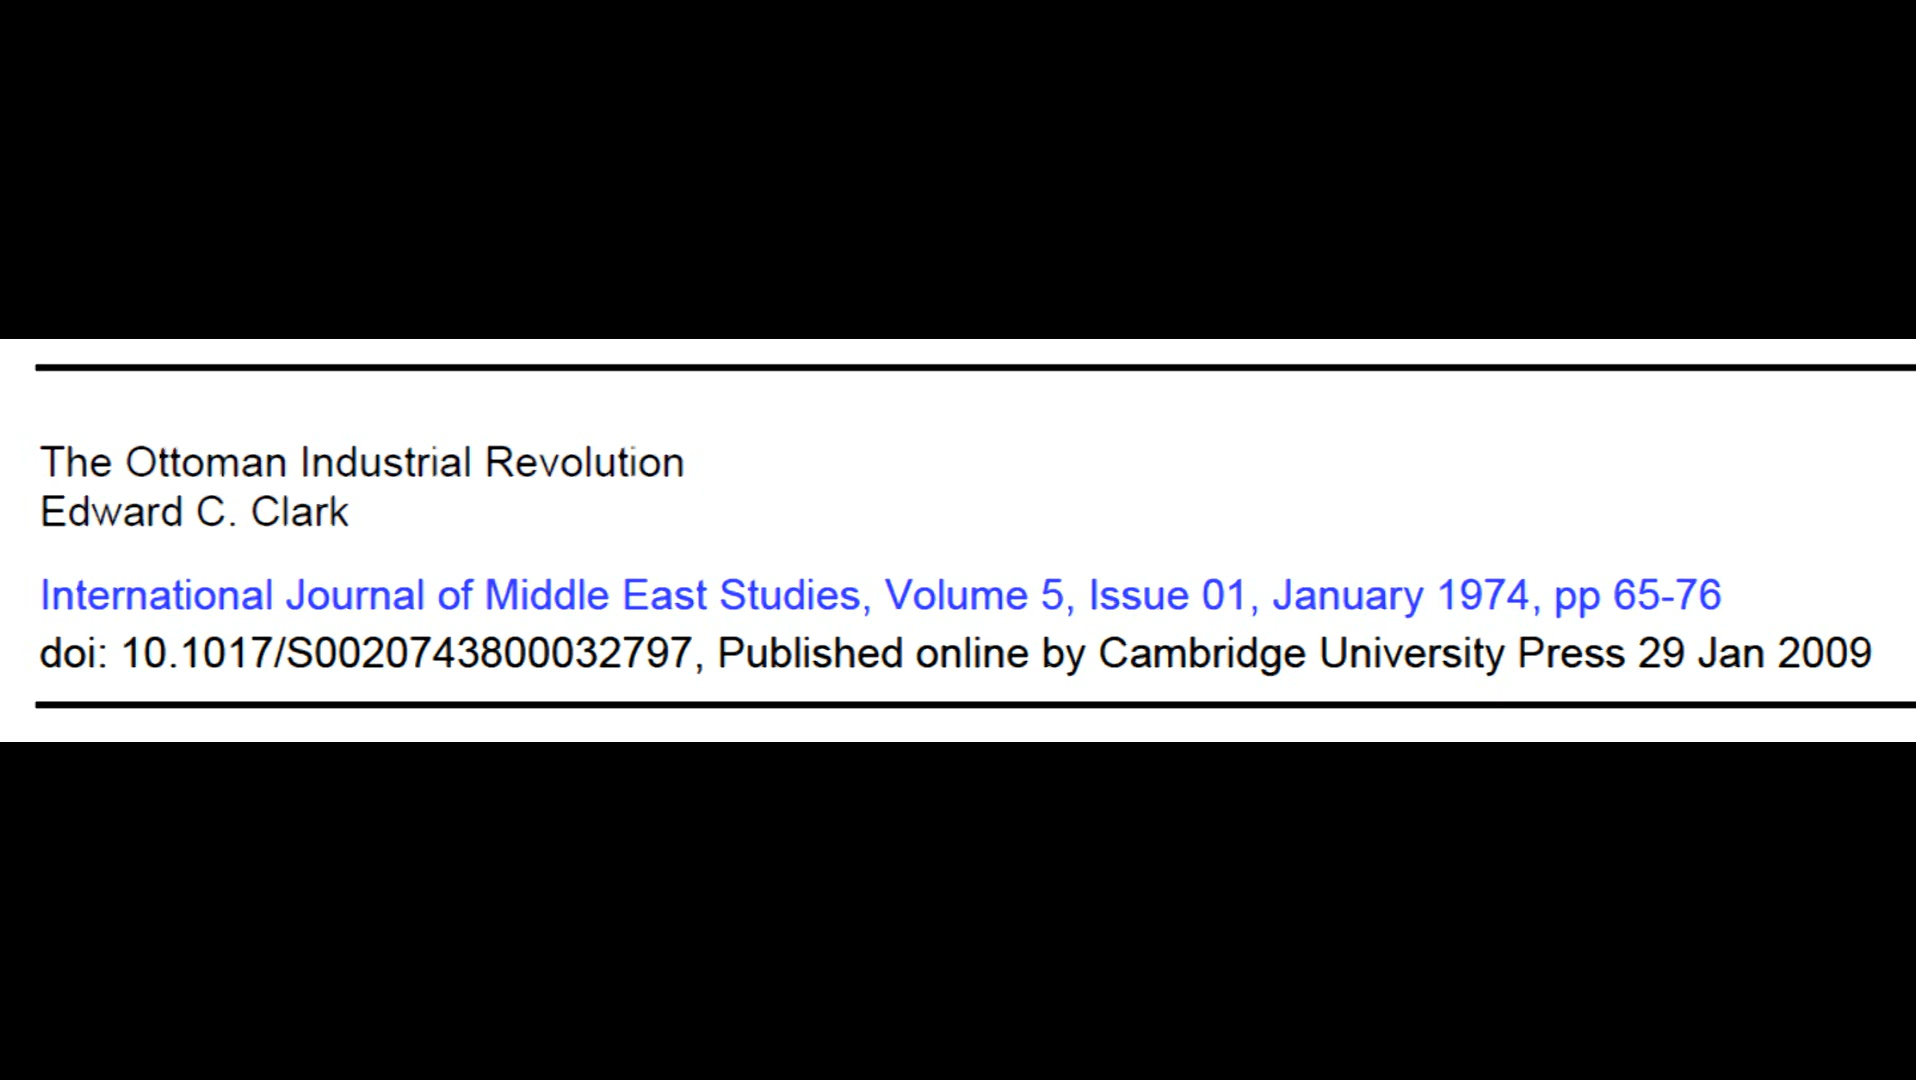 The Ottoman Industrial Revolution
Edward C. Clark
International Journal of Middle East Studies, Volume 5, Issue 01, January 1974, pp 65-76
doi: 10.1017/S0020743800032797, Published online by Cambridge University Press 29 Jan 2009